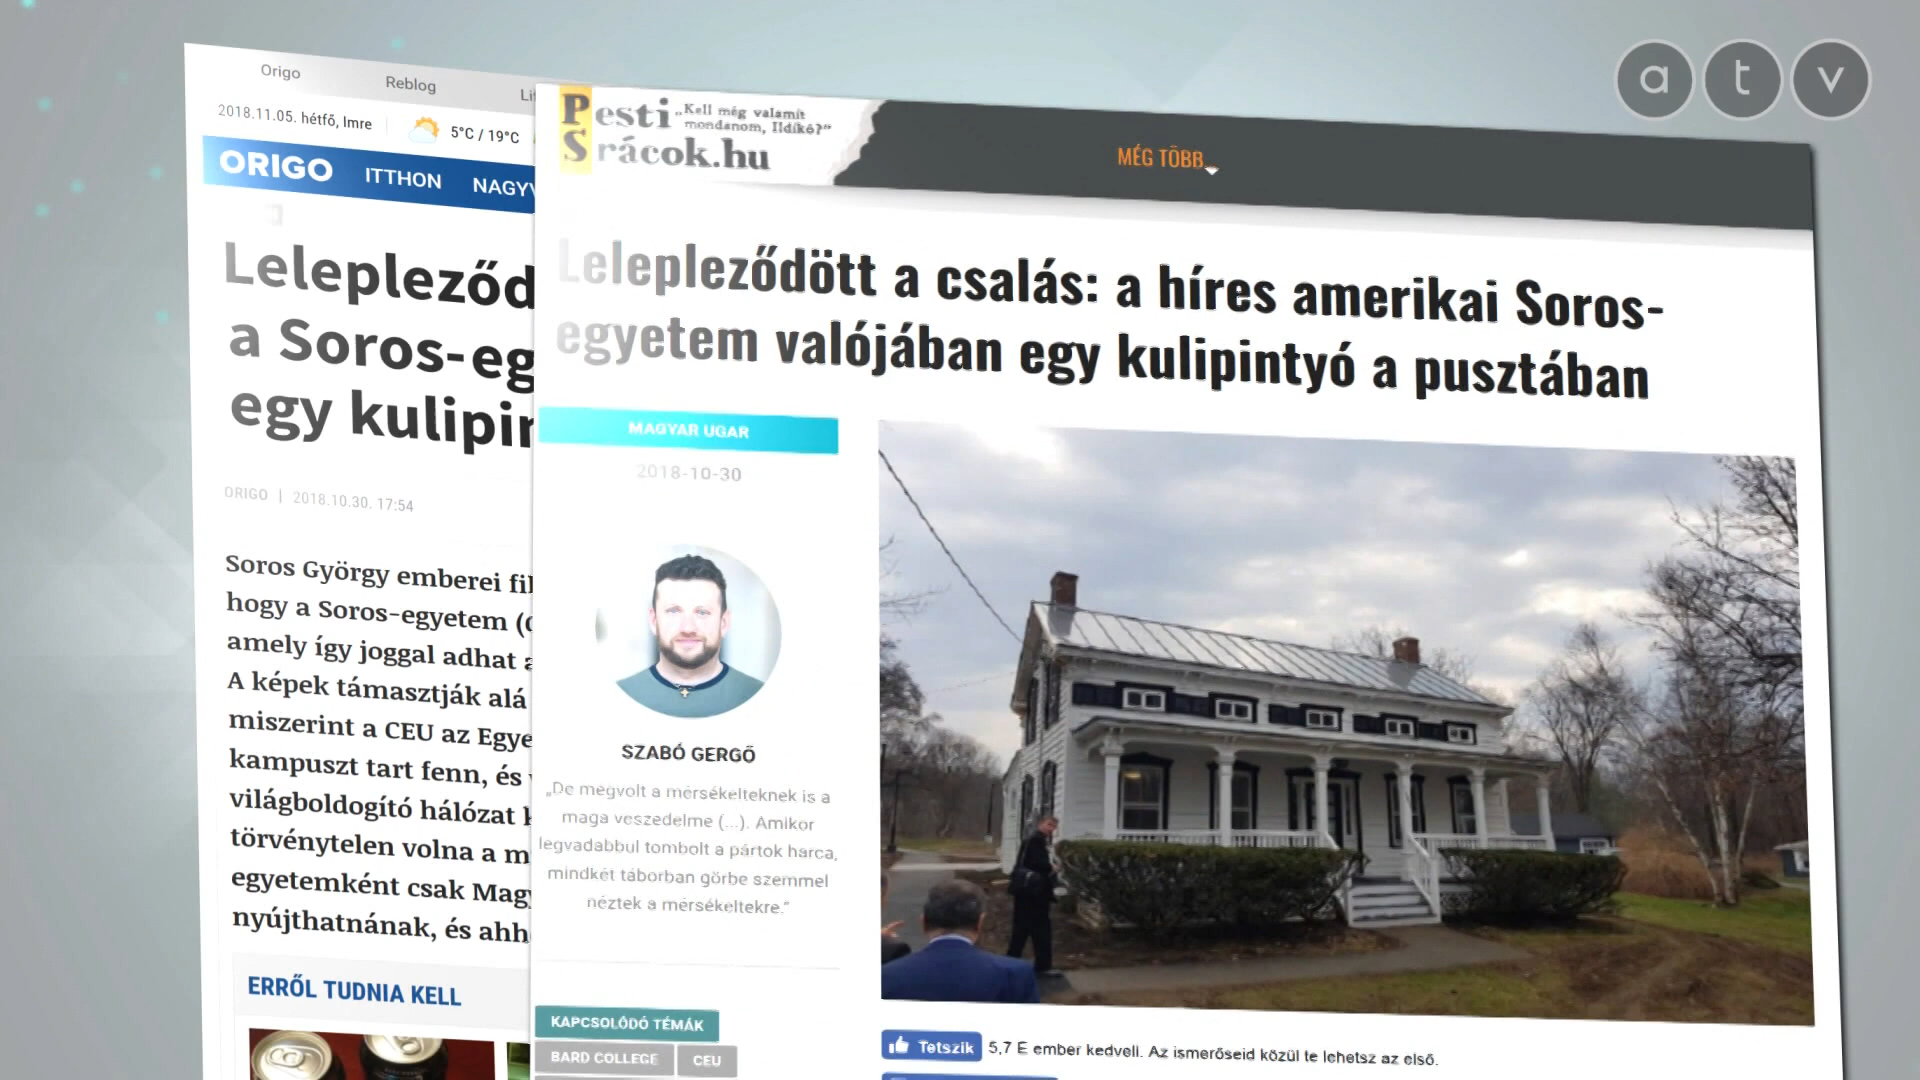 a t v
Origo
Reblog
2018.11.05. hétfő, Imre
5°C / 19°C
ORIGO
ITTHON
Lelepleződ
a Soros-eg
egy kulipin
ORIGO | 2018.10.30. 17:54
Soros György emberei
hogy a Soros-egyetem
amely így joggal adhat
A képek támasztják alá
miszerint a CEU az Egye
kampuszt tart fenn, és
világboldogító hálózat
törvénytelen volna a m
egyetemként csak Magy
nyújthatnának, és ahh
ERRŐL TUDNIA KELL
Pesti
Srácok.hu
„Kell még valamit
mondanom, Ildikó?"
MÉG TÖBB
Lelepleződött a csalás: a híres amerikai Soros-
egyetem valójában egy kulipintyó a pusztában
MAGYAR UGAR
2018-10-30
SZABÓ GERGŐ
„De megvolt a mérsékelteknek is a
maga veszedelme (...). Amikor
legvadabbul tombolt a pártok harca,
mindkét táborban görbe szemmel
néztek a mérsékeltekre."
KAPCSOLÓDÓ TÉMÁK
BARD COLLEGE
CEU
Tetszik
5,7 E ember kedveli. Az ismerőseid közül te lehetsz az első.